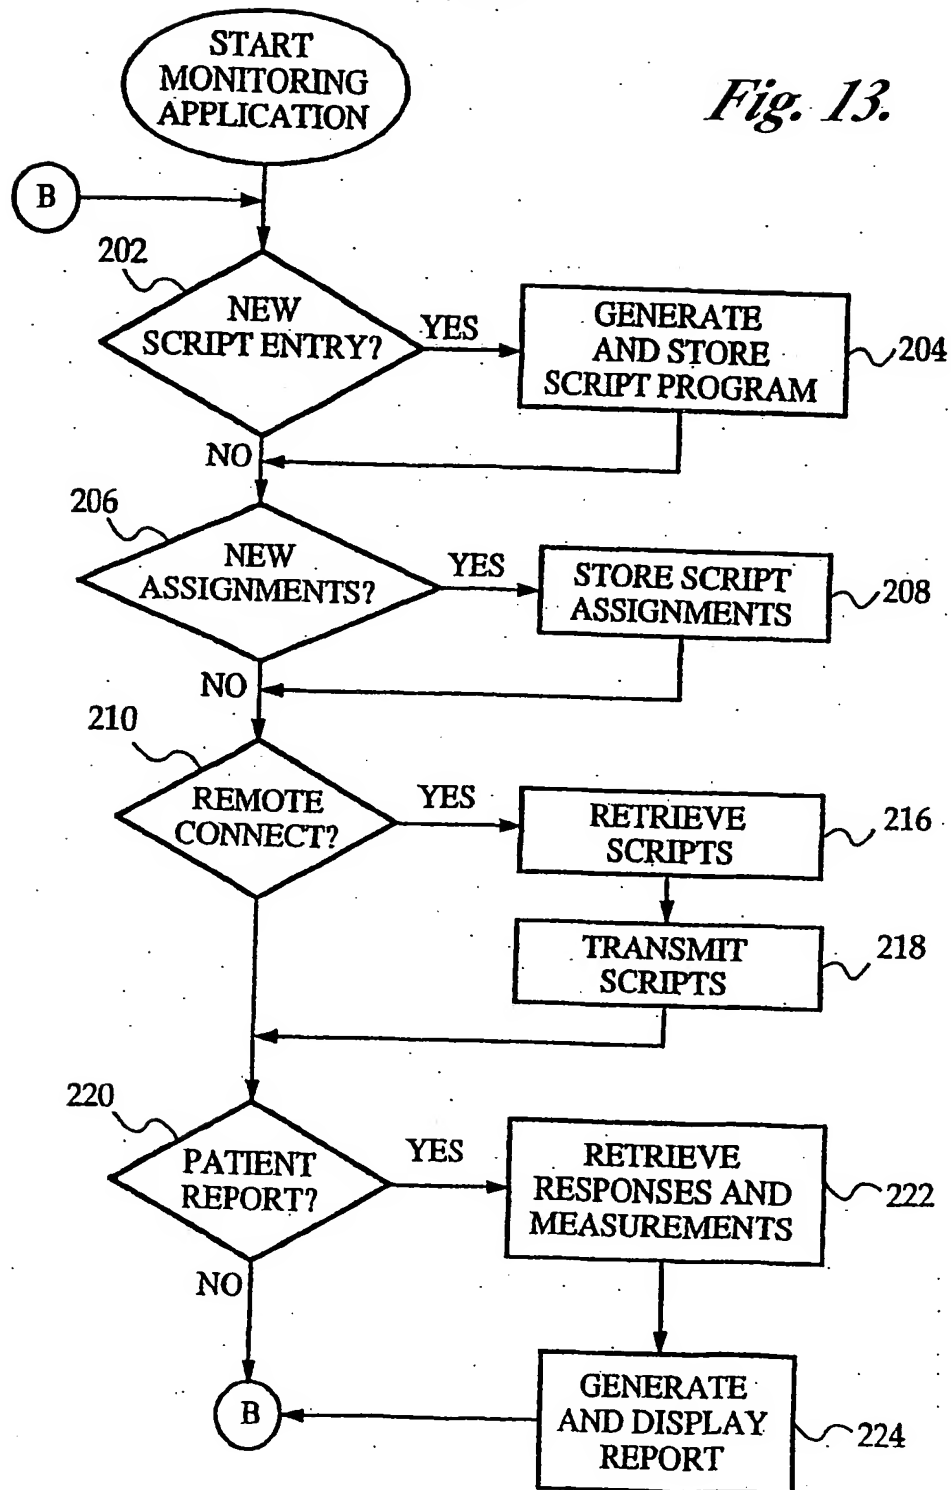 START
MONITORING
APPLICATION
Fig. 13.
B
202
NEW
SCRIPT ENTRY?
YES
GENERATE
AND STORE
SCRIPT PROGRAM
204
NO
206
NEW
ASSIGNMENTS?
YES
STORE SCRIPT
ASSIGNMENTS
208
NO
210
REMOTE
CONNECT?
YES
RETRIEVE
SCRIPTS
216
TRANSMIT
SCRIPTS
218
220
PATIENT
REPORT?
YES
RETRIEVE
RESPONSES AND
MEASUREMENTS
222
NO
B
GENERATE
AND DISPLAY
REPORT
224